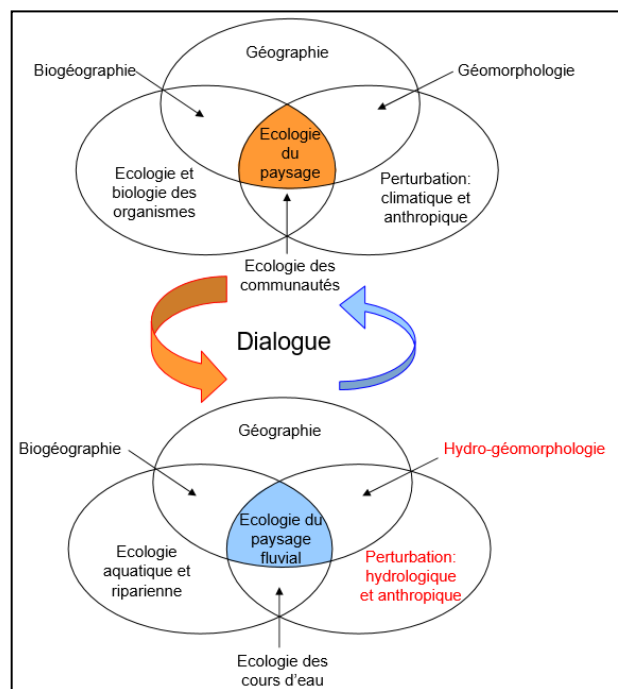 Géographie
Biogéographie
Géomorphologie
Ecologie
du
paysage
Ecologie et
biologie des
organismes
Perturbation:
climatique et
anthropique
Ecologie des
communautés
Dialogue
Géographie
Biogéographie
Hydro-géomorphologie
Ecologie du
paysage
fluvial
Ecologie
aquatique et
riparienne
Perturbation:
hydrologique
et anthropique
Ecologie des
cours d'eau